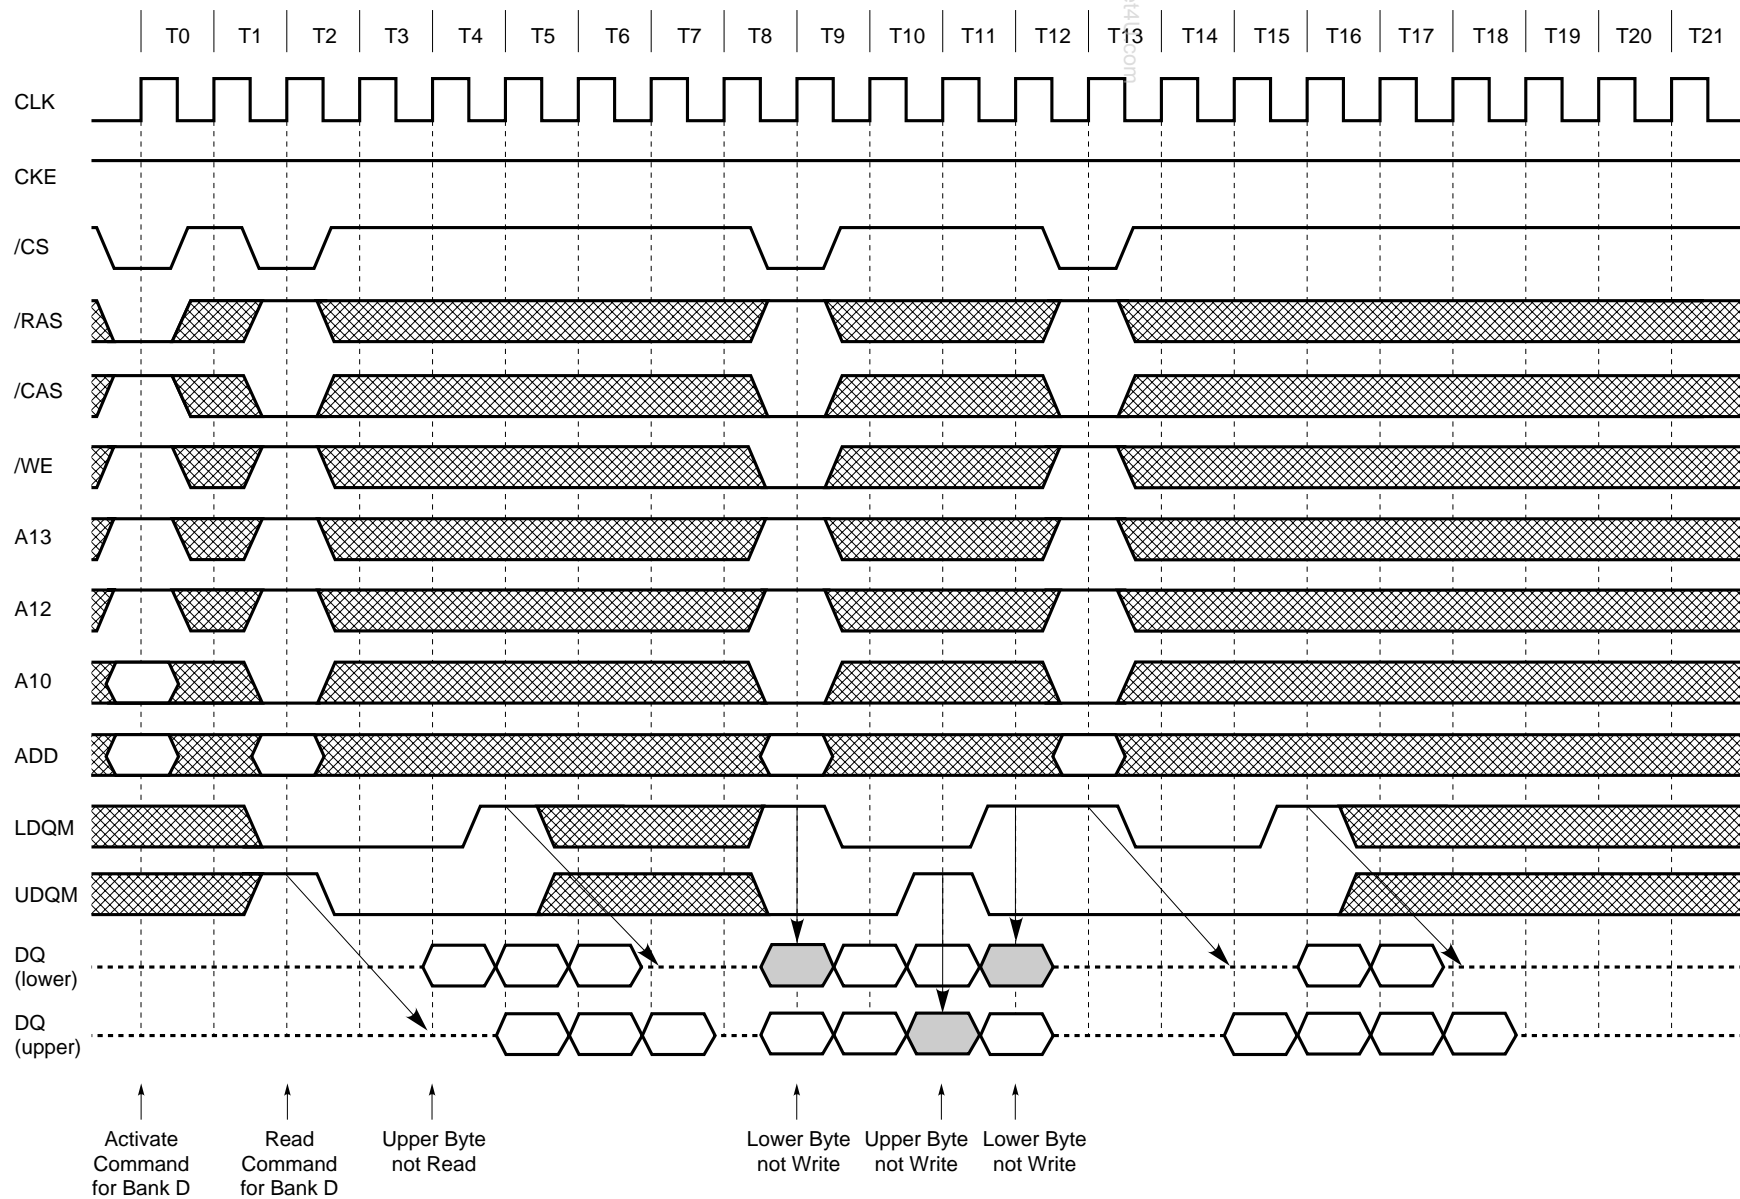 T0 T1 T2 T3 T4 T5 T6 T7 T8 T9 T10 T11 T12 T13 T14 T15 T16 T17 T18 T19 T20 T21
CLK
CKE
/CS
/RAS
/CAS
/WE
A13
A12
A10
ADD
LDQM
UDQM
DQ
(lower)
DQ
(upper)
Activate
Command
for Bank D
Read
Command
for Bank D
Upper Byte
not Read
Lower Byte
not Write
Upper Byte
not Write
Lower Byte
not Write